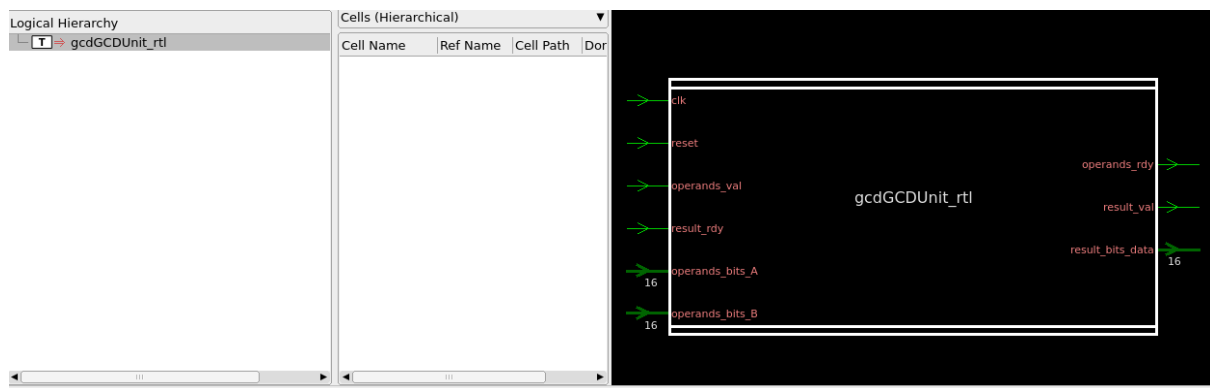 Logical Hierarchy
T gcdGCDUnit_rtl
Cells (Hierarchical)
Cell Name Ref Name Cell Path Dor
clk
reset
operands_val
result_rdy
operands_bits_A
16
operands_bits_B
16
gcdGCDUnit_rtl
operands_rdy
result_val
result_bits_data
16